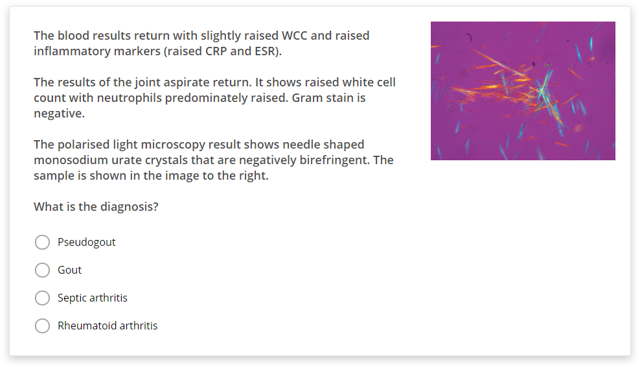 The blood results return with slightly raised WCC and raised
inflammatory markers (raised CRP and ESR).
The results of the joint aspirate return. It shows raised white cell
count with neutrophils predominately raised. Gram stain is
negative.
The polarised light microscopy result shows needle shaped
monosodium urate crystals that are negatively birefringent. The
sample is shown in the image to the right.
What is the diagnosis?
Pseudogout
Gout
Septic arthritis
Rheumatoid arthritis